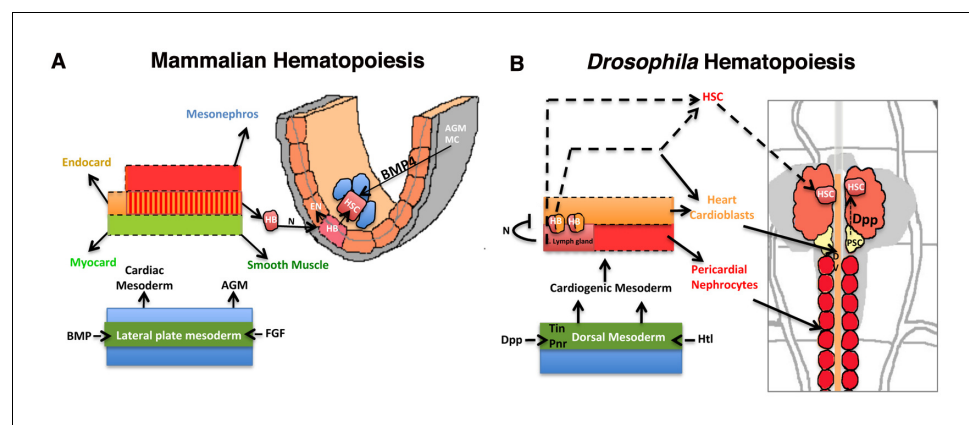 A
Mammalian Hematopoiesis
Mesonephros
Endocard
AGM
MC
BMP4
EN
HSC
HB
N
HB
Myocard
Smooth Muscle
Cardiac
Mesoderm
AGM
BMP
Lateral plate mesoderm
FGF
B
Drosophila Hematopoiesis
HSC
HSC
HSC
Heart
Cardioblasts
Dpp
HB
HB
N
Lymph gland
PSC
D
V
Pericardial
Nephrocytes
Cardiogenic Mesoderm
Tin
Pnr
Dpp
Dorsal Mesoderm
Htl